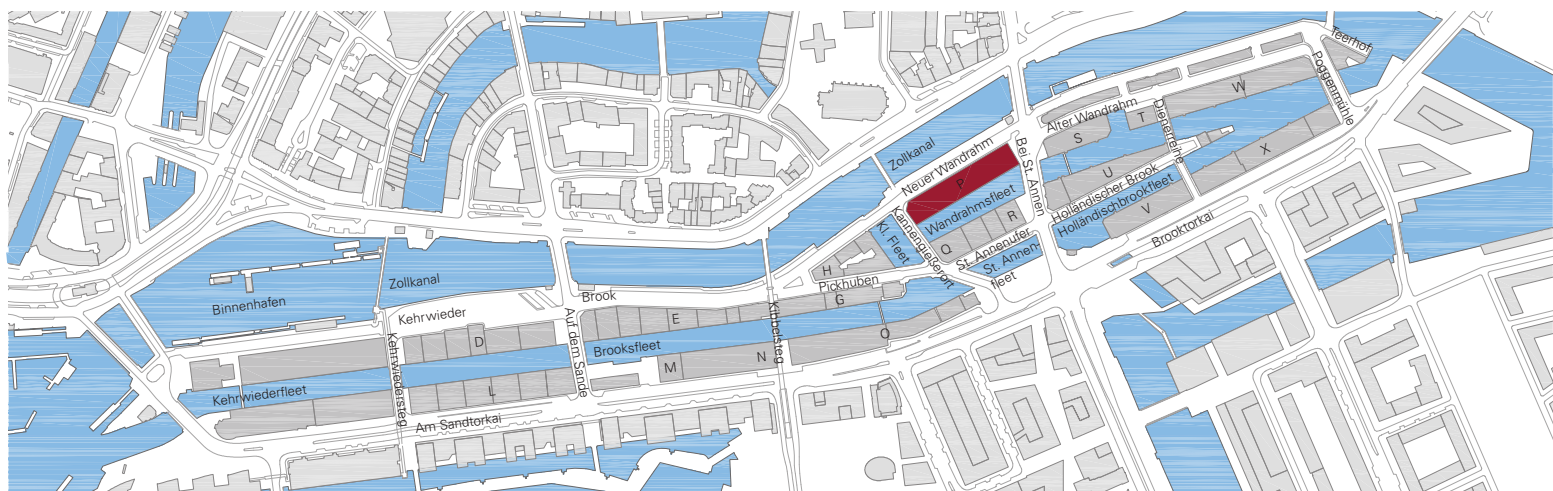 Teerhof
Poggenmühle
W
Dienerreihe
Alter Wandrahm
T
S
X
Zollkanal
Neuer Wandrahm
Bei St. Annen
P
U
Holländischer Brook
Holländischbrookfleet
V
Brooktorkai
Wandrahmsfleet
R
Kannengießerort
Kl. Fleet
Q
St. Annenufer
St. Annen-
fleet
H
Pickhuben
G
Zollkanal
Binnenhafen
Brook
Kehrwieder
Auf dem Sande
E
Kibbelsteg
O
D
Brooksfleet
N
M
Kehrwiedersteg
L
Kehrwiederfleet
Am Sandtorkai